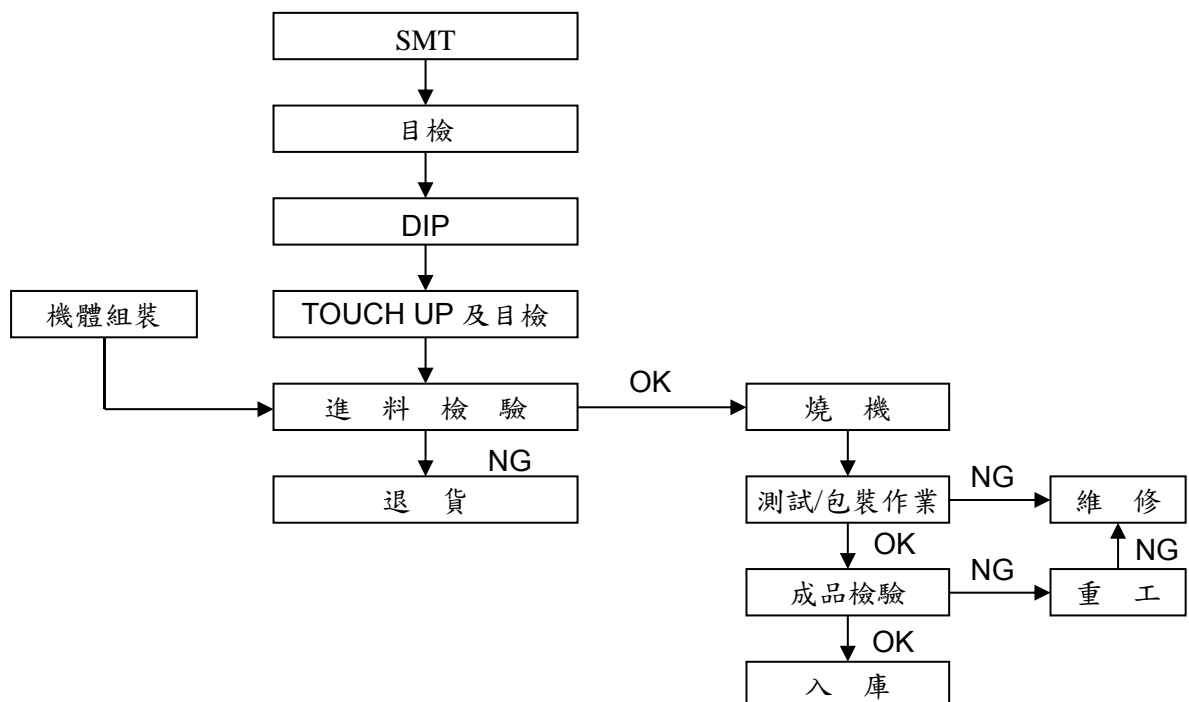 SMT
目檢
DIP
機體組裝
TOUCH UP 及目檢
進 料 檢 驗
OK
燒 機
NG
退 貨
測試/包裝作業
NG
維 修
OK
NG
成品檢驗
NG
重 工
OK
入 庫